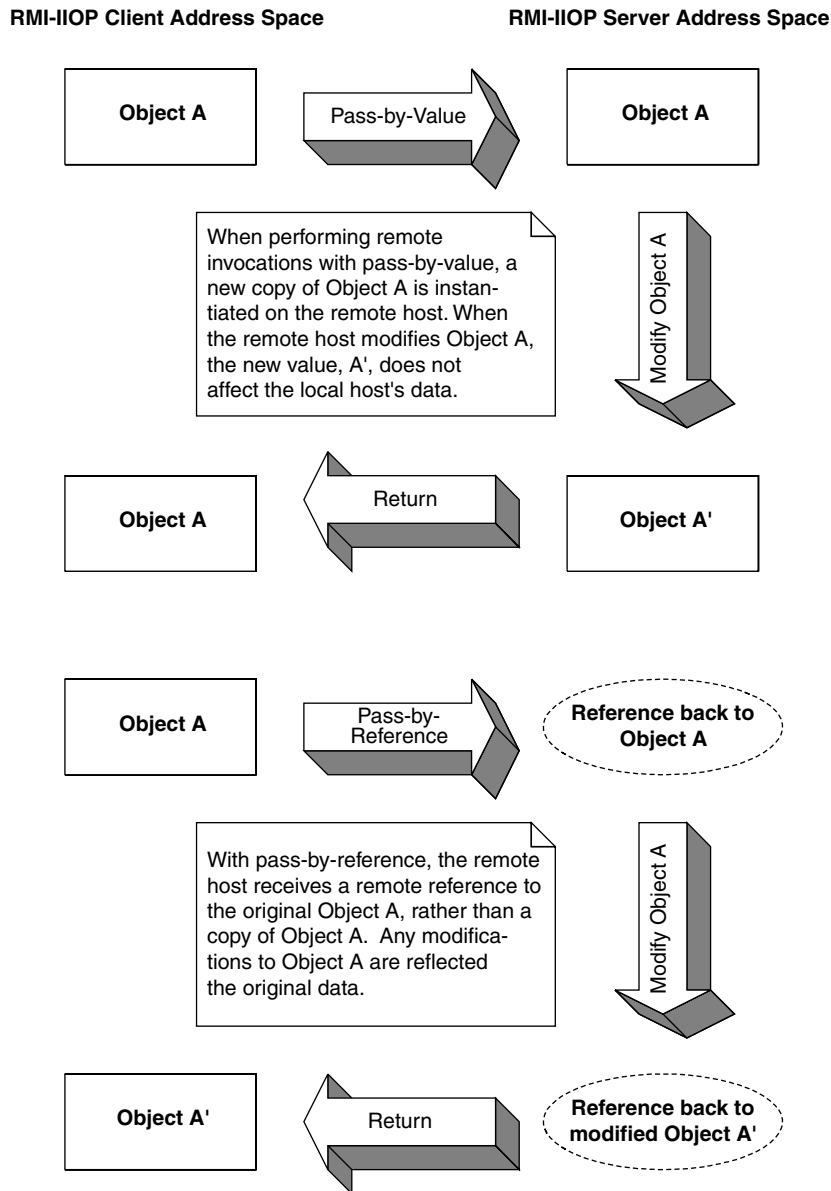 RMI-IIOP Client Address Space
RMI-IIOP Server Address Space
Object A
Pass-by-Value
Object A
When performing remote
invocations with pass-by-value, a
new copy of Object A is instan-
tiated on the remote host. When
the remote host modifies Object A,
the new value, A', does not
affect the local host's data.
Modify Object A
Object A
Return
Object A'
Object A
Pass-by-
Reference
Reference back to
Object A
With pass-by-reference, the remote
host receives a remote reference to
the original Object A, rather than a
copy of Object A. Any modifica-
tions to Object A are reflected
the original data.
Modify Object A
Object A'
Return
Reference back to
modified Object A'